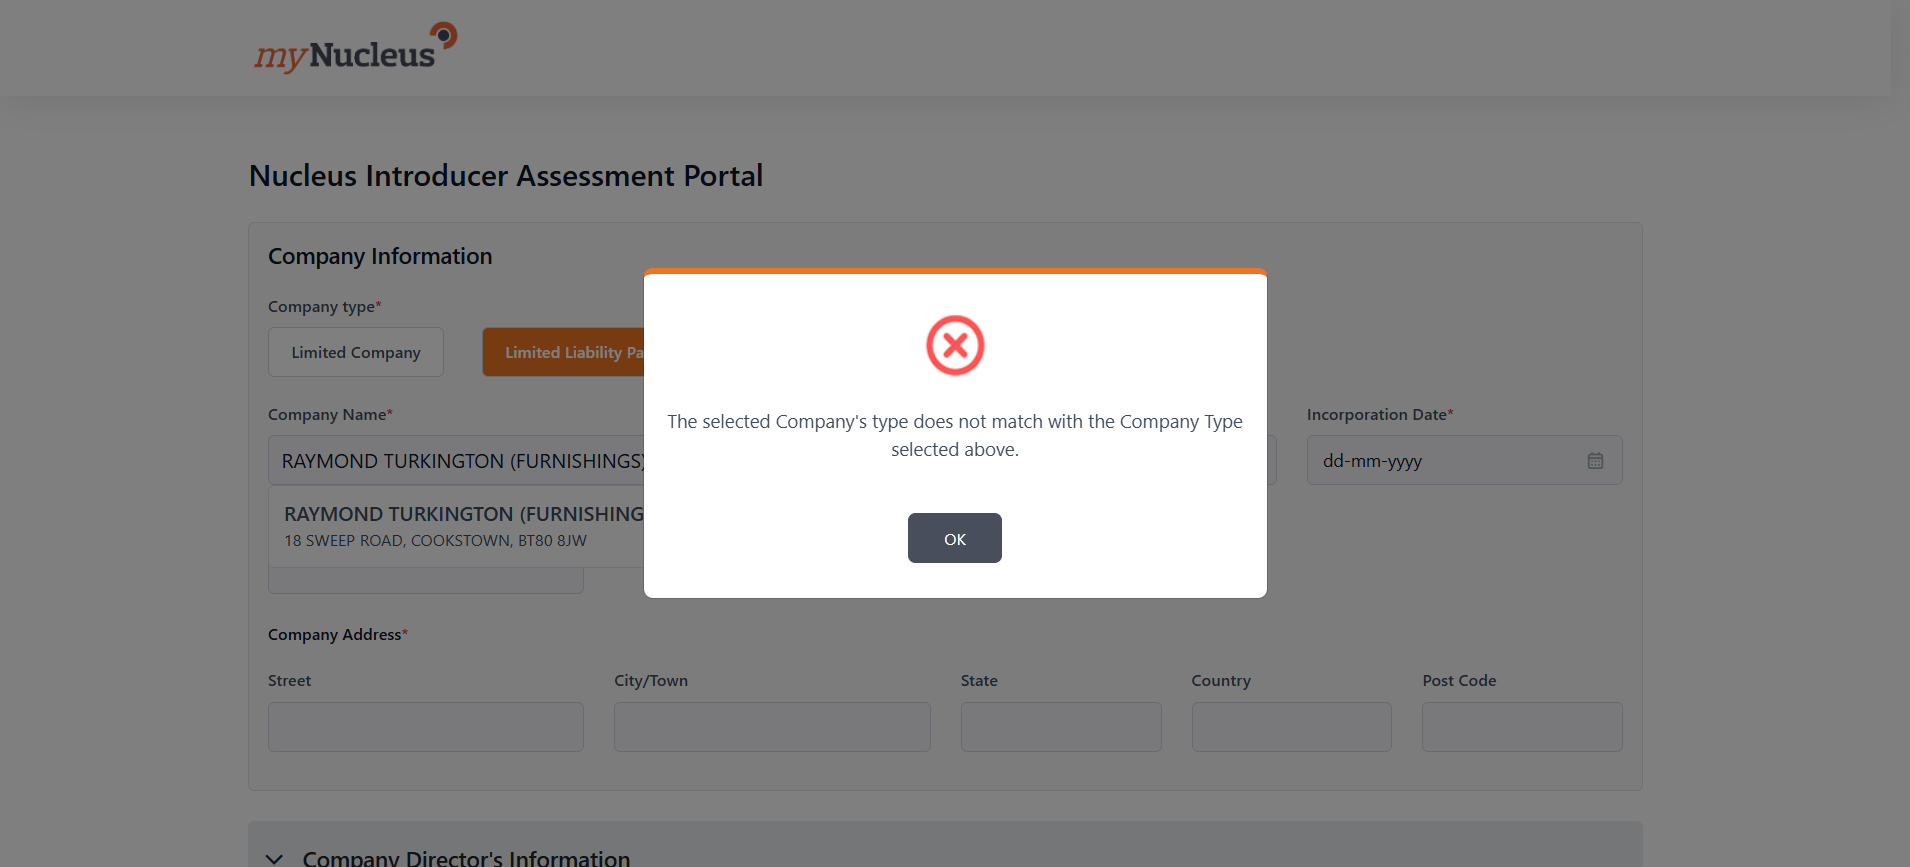 myNucleus
Nucleus Introducer Assessment Portal
Company Information
Company type*
Limited Company
Limited Liability Pa
Company Name*
Incorporation Date*
RAYMOND TURKINGTON (FURNISHINGS)
dd-mm-yyyy
RAYMOND TURKINGTON (FURNISHING
18 SWEEP ROAD, COOKSTOWN, BT80 8JW
The selected Company's type does not match with the Company Type
selected above.
OK
Company Address*
Street
City/Town
State
Country
Post Code
Company Director's Information